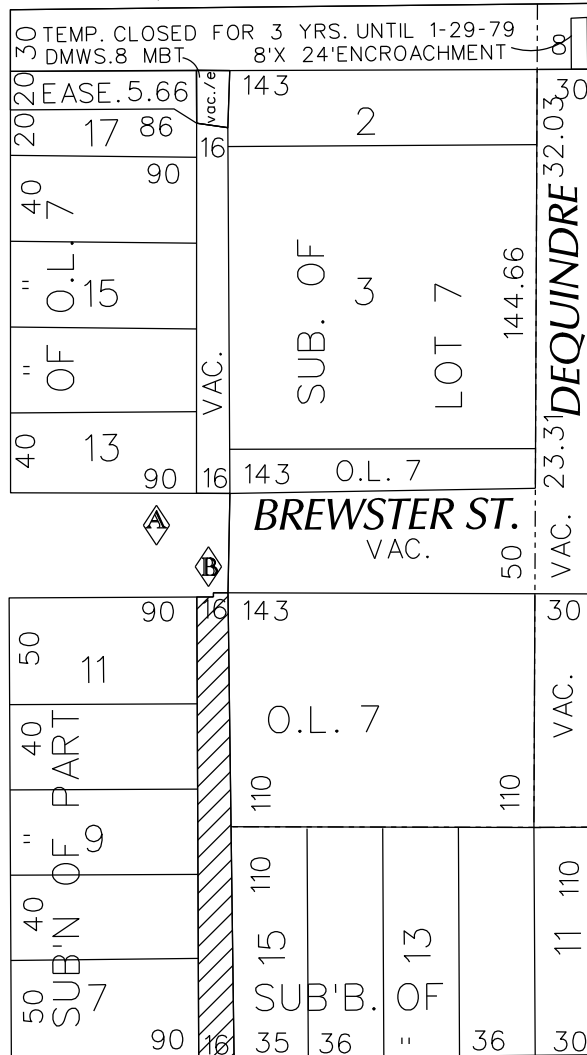 30 TEMP. CLOSED FOR 3 YRS. UNTIL 1-29-79
DMWS.8 MBT 8'X 24'ENCROACHMENT 8
20 EASE. 5.66 vac./e 143 30
20 17 86 2 32.03
16
90
40 7
" 15
" OF O.L.
40 13
90
VAC.
16
SUB. OF
3
LOT 7
144.66
DEQUINDRE
23.31
143 O.L. 7
A
BREWSTER ST.
VAC.
50
VAC.
B
90 16 143 30
50 11
40
" 9
40
50 7
SUB'N OF PART
90 16
O.L. 7
110 110
VAC.
110 110
15 13 11
SUB'B. OF
35 36 " 36 30